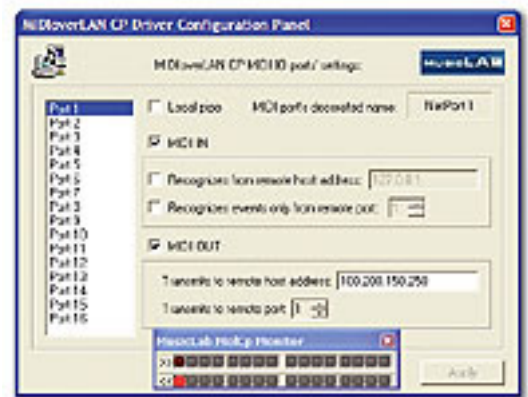 MIDIoverLAN CP Driver Configuration Panel
MIDIoverLAN CP MIDI IO ports' settings:
MUSICLAB
Port 1
Port 2
Port 3
Port 4
Port 5
Port 6
Port 7
Port 8
Port 9
Port 10
Port 11
Port 12
Port 13
Port 14
Port 15
Port 16
Local pipe
MIDI port's decorated name:
NetPort 1
MIDI IN
Recognizes from remote host address:
127.0.0.1
Recognizes events only from remote port:
1
MIDI OUT
Transmits to remote host address:
100.200.150.250
Transmits to remote port:
1
MusicLab MoLCp Monitor
>>
<<
Apply